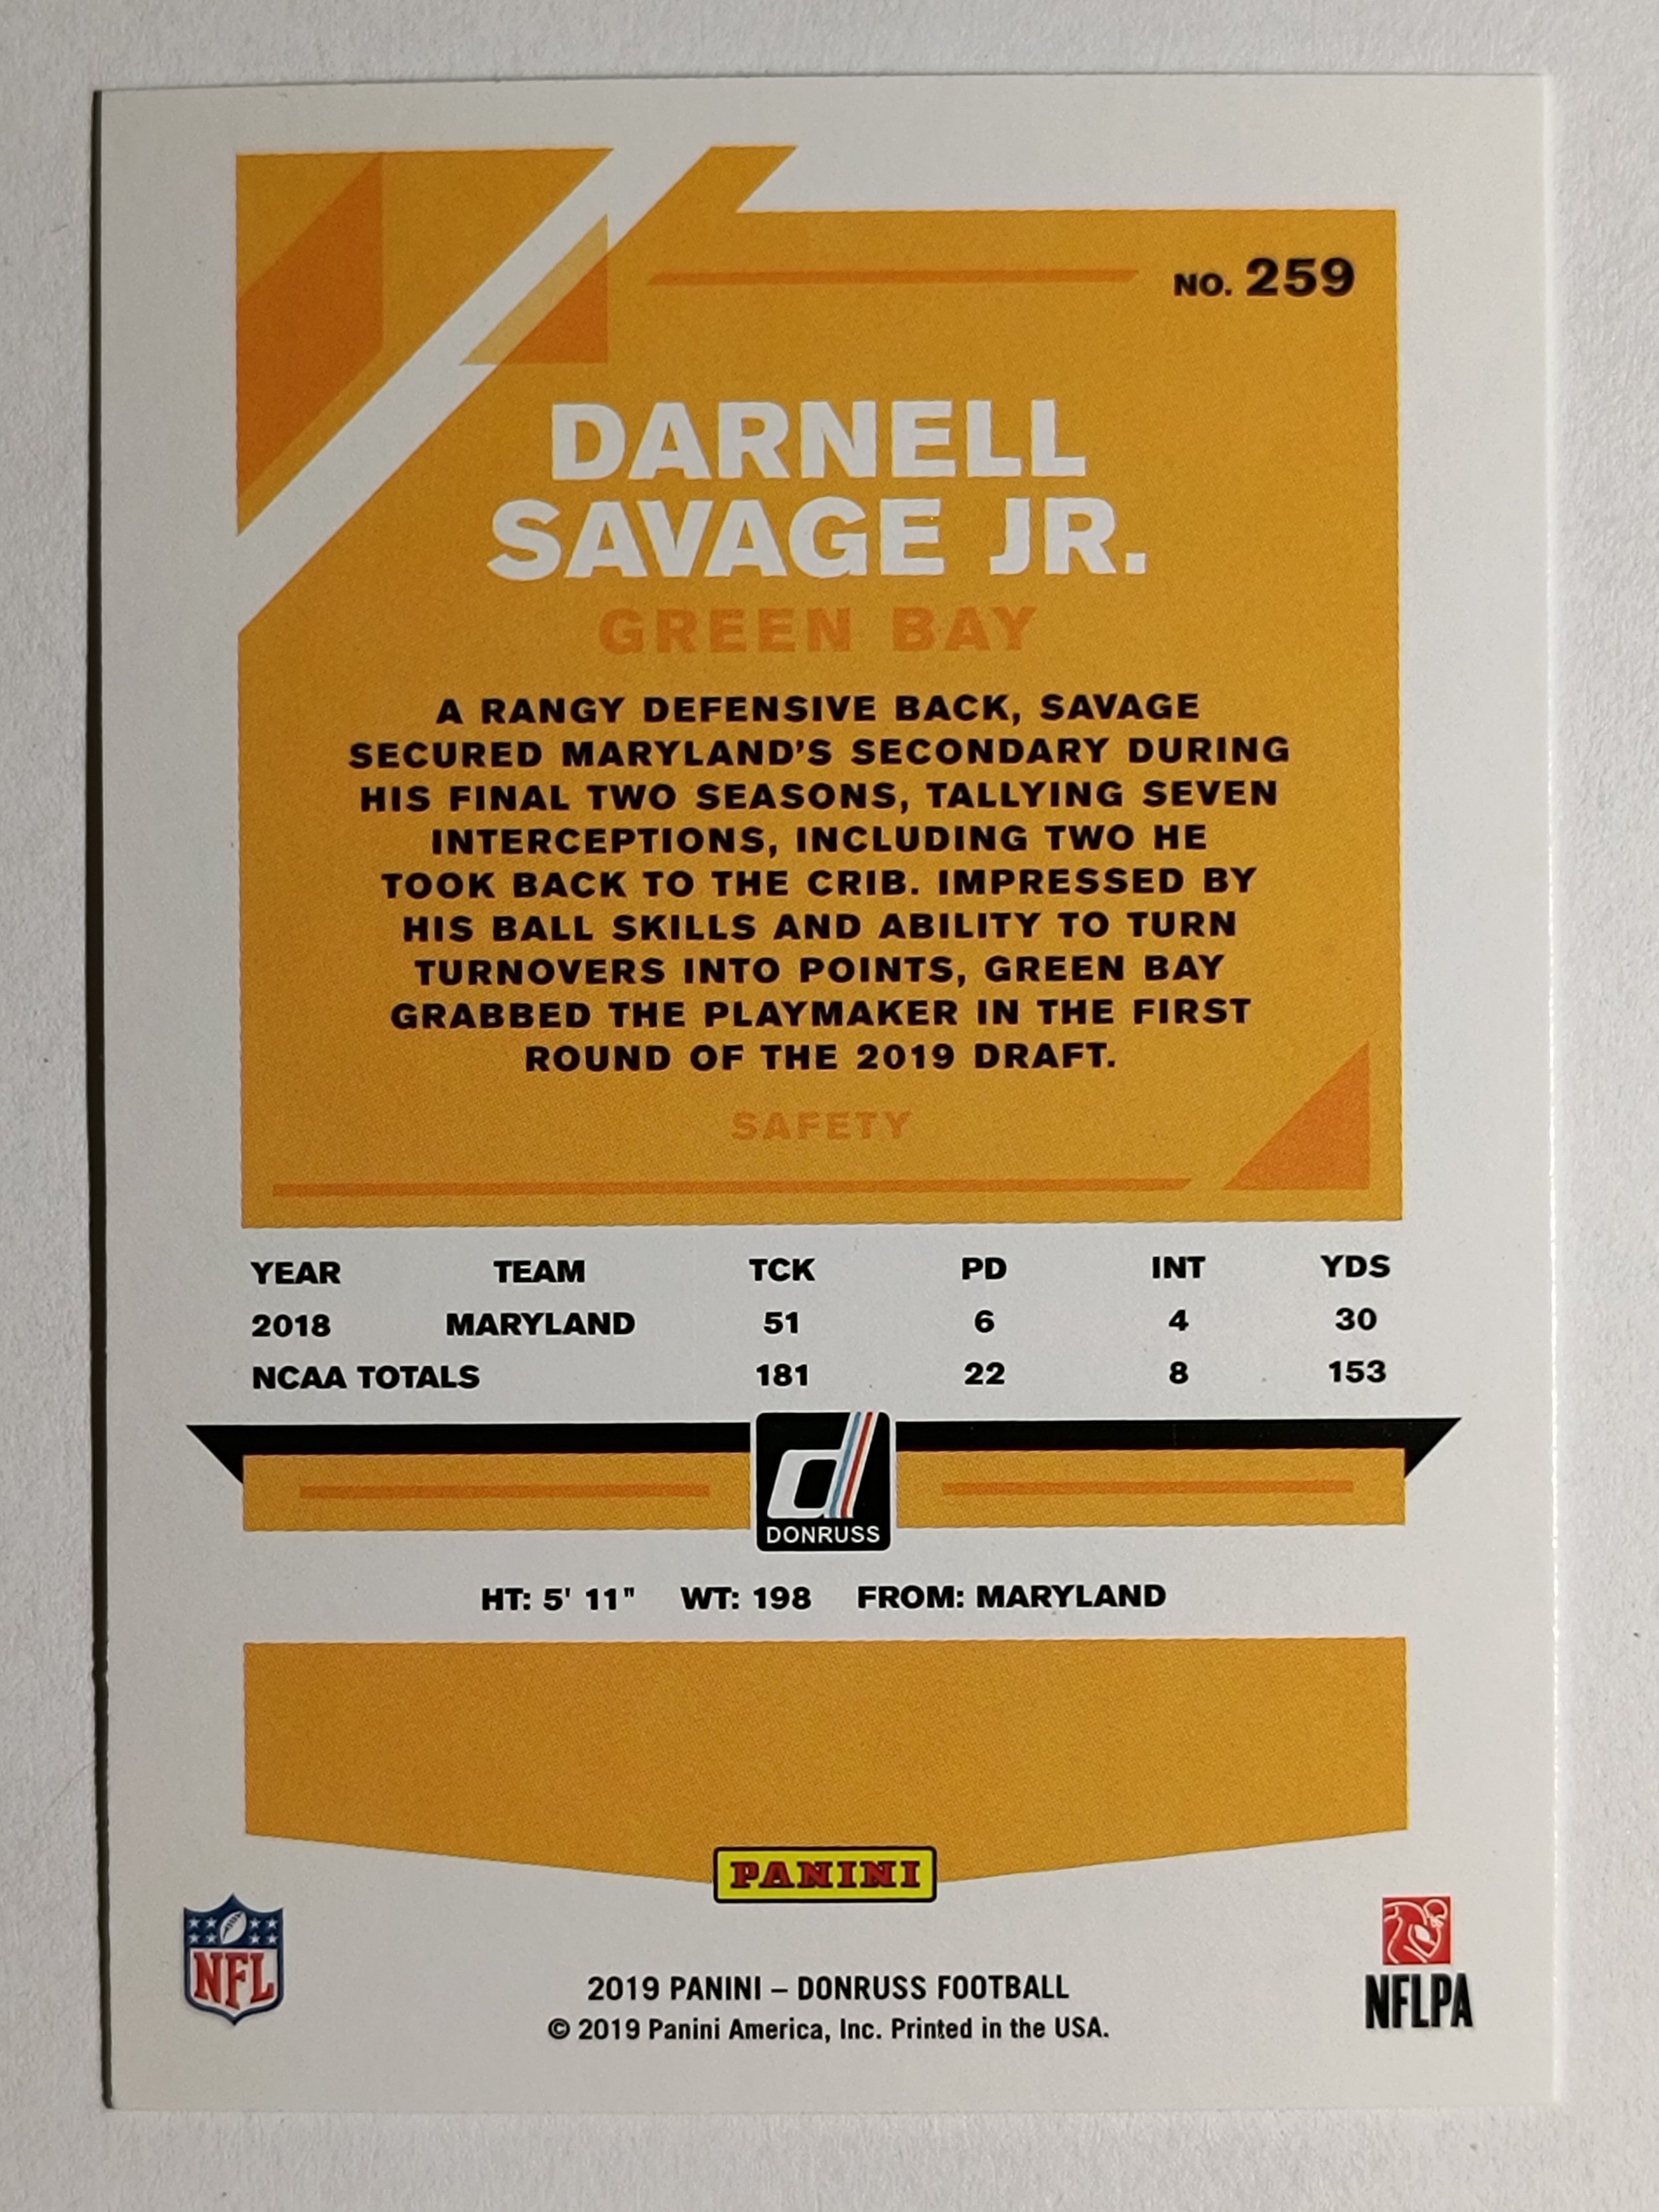 NO. 259
DARNELL
SAVAGE JR.
GREEN BAY
A RANGY DEFENSIVE BACK, SAVAGE
SECURED MARYLAND'S SECONDARY DURING
HIS FINAL TWO SEASONS, TALLYING SEVEN
INTERCEPTIONS, INCLUDING TWO HE
TOOK BACK TO THE CRIB. IMPRESSED BY
HIS BALL SKILLS AND ABILITY TO TURN
TURNOVERS INTO POINTS, GREEN BAY
GRABBED THE PLAYMAKER IN THE FIRST
ROUND OF THE 2019 DRAFT.
SAFETY
YEAR TEAM TCK PD INT YDS
2018 MARYLAND 51 6 4 30
NCAA TOTALS 181 22 8 153
d
DONRUSS
HT: 5' 11" WT: 198 FROM: MARYLAND
PANINI
NFL
NFLPA
2019 PANINI – DONRUSS FOOTBALL
© 2019 Panini America, Inc. Printed in the USA.